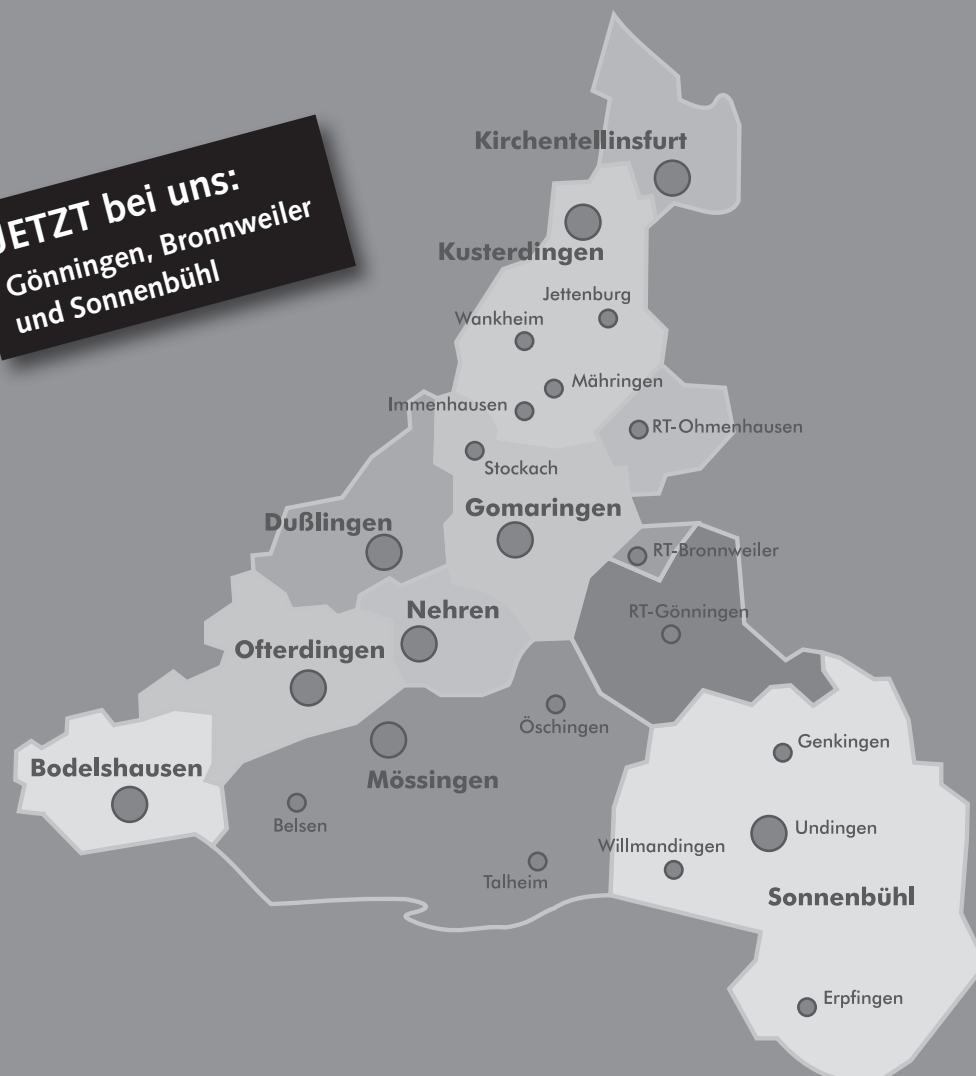 JETZT bei uns:
Gönningen, Bronnweiler
und Sonnenbühl
Kirchentellinsfurt
Kusterdingen
Jettenburg
Wankheim
Mähringen
Immenhausen
RT-Ohmenhausen
Stockach
Gomaringen
Dußlingen
RT-Bronnweiler
Nehren
RT-Gönningen
Ofterdingen
Öschingen
Genkingen
Bodelshausen
Mössingen
Belsen
Undingen
Willmandingen
Talheim
Sonnenbühl
Erpfingen